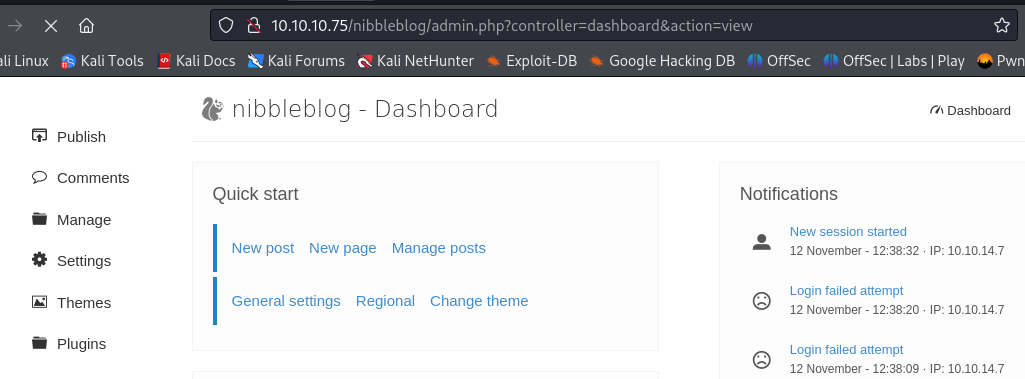 10.10.10.75/nibbleblog/admin.php?controller=dashboard&action=view
ali Linux Kali Tools Kali Docs Kali Forums Kali NetHunter Exploit-DB Google Hacking DB OffSec OffSec | Labs | Play Pwn
nibbleblog - Dashboard
Dashboard
Publish
Comments
Manage
Settings
Themes
Plugins
Quick start
New post New page Manage posts
General settings Regional Change theme
Notifications
New session started
12 November - 12:38:32 · IP: 10.10.14.7
Login failed attempt
12 November - 12:38:20 · IP: 10.10.14.7
Login failed attempt
12 November - 12:38:09 · IP: 10.10.14.7